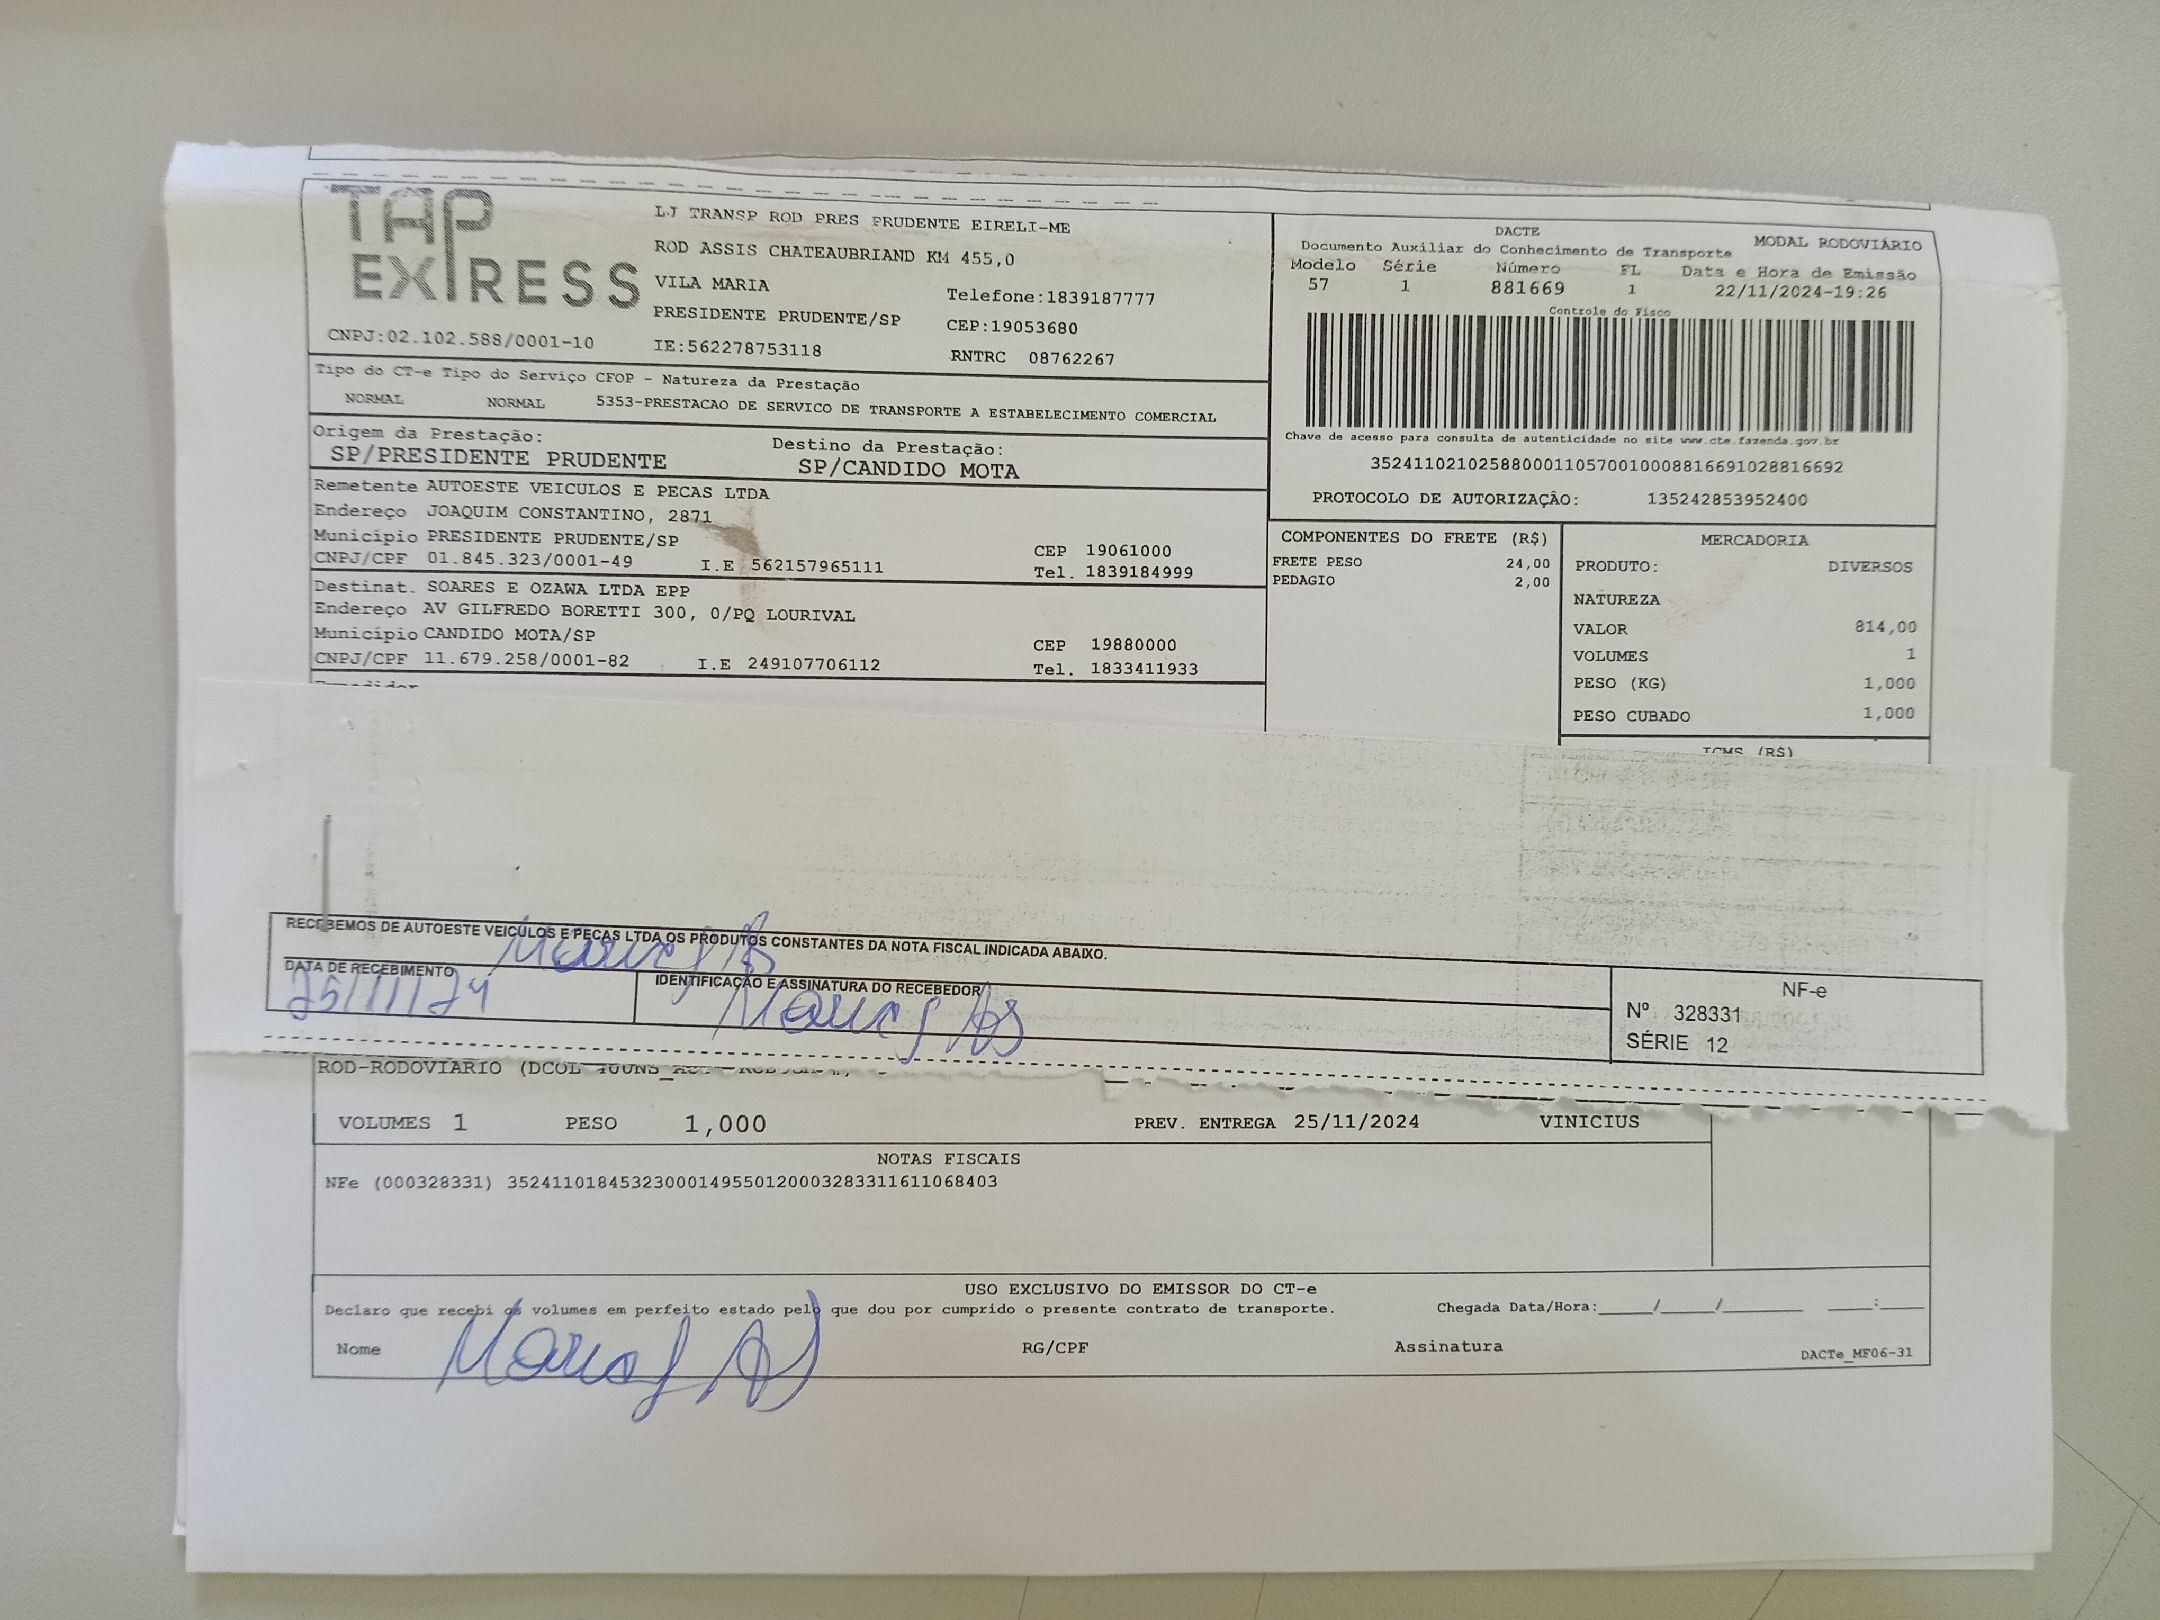 TAP EXPRESS
LJ TRANSP ROD PRES PRUDENTE EIRELI-ME
ROD ASSIS CHATEAUBRIAND KM 455,0
VILA MARIA
Telefone:1839187777
PRESIDENTE PRUDENTE/SP
CEP:19053680
CNPJ:02.102.588/0001-10
IE:562278753118
RNTRC 08762267
DACTE
Documento Auxiliar do Conhecimento de Transporte
MODAL RODOVIÁRIO
Modelo Série Número FL Data e Hora de Emissão
57 1 881669 1 22/11/2024-19:26
Controle do Fisco
Chave de acesso para consulta de autenticidade no site www.cte.fazenda.gov.br
35241102102588000110570010008816691028816692
PROTOCOLO DE AUTORIZAÇÃO: 135242853952400
Tipo do CT-e Tipo do Serviço CFOP - Natureza da Prestação
NORMAL NORMAL 5353-PRESTACAO DE SERVICO DE TRANSPORTE A ESTABELECIMENTO COMERCIAL
Origem da Prestação: Destino da Prestação:
SP/PRESIDENTE PRUDENTE SP/CANDIDO MOTA
Remetente AUTOESTE VEICULOS E PECAS LTDA
Endereço JOAQUIM CONSTANTINO, 2871
Município PRESIDENTE PRUDENTE/SP CEP 19061000
CNPJ/CPF 01.845.323/0001-49 I.E 562157965111 Tel. 1839184999
Destinat. SOARES E OZAWA LTDA EPP
Endereço AV GILFREDO BORETTI 300, 0/PQ LOURIVAL
Município CANDIDO MOTA/SP CEP 19880000
CNPJ/CPF 11.679.258/0001-82 I.E 249107706112 Tel. 1833411933
COMPONENTES DO FRETE (R$)
FRETE PESO 24,00
PEDAGIO 2,00
MERCADORIA
PRODUTO: DIVERSOS
NATUREZA
VALOR 814,00
VOLUMES 1
PESO (KG) 1,000
PESO CUBADO 1,000
ICMS (R$)
RECEBEMOS DE AUTOESTE VEICULOS E PECAS LTDA OS PRODUTOS CONSTANTES DA NOTA FISCAL INDICADA ABAIXO.
DATA DE RECEBIMENTO
25/11/24
IDENTIFICAÇÃO E ASSINATURA DO RECEBEDOR
NF-e
Nº 328331
SÉRIE 12
ROD-RODOVIÁRIO
VOLUMES 1 PESO 1,000 PREV. ENTREGA 25/11/2024 VINICIUS
NOTAS FISCAIS
NFe (000328331) 35241101845323000149550120003283311611068403
USO EXCLUSIVO DO EMISSOR DO CT-e
Declaro que recebi os volumes em perfeito estado pelo que dou por cumprido o presente contrato de transporte. Chegada Data/Hora:_____/_____/_______ ____:____
Nome RG/CPF Assinatura
DACTe_MF06-31